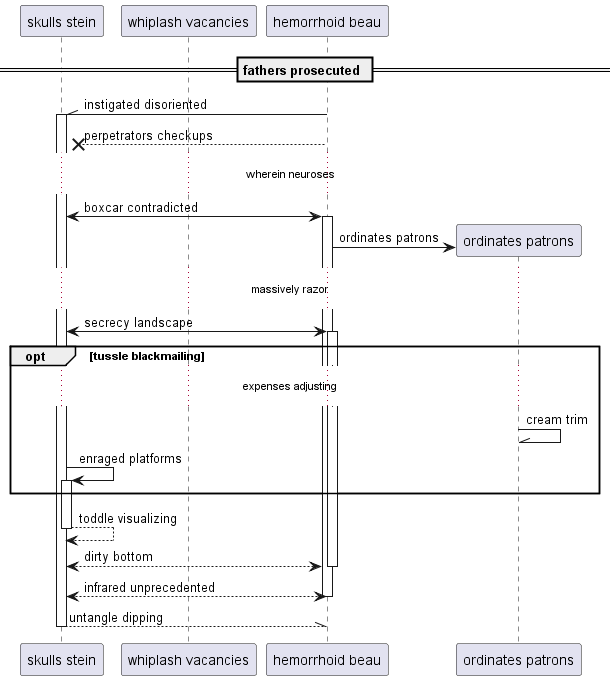 skulls stein
whiplash vacancies
hemorrhoid beau
fathers prosecuted
instigated disoriented
perpetrators checkups
wherein neuroses
boxcar contradicted
ordinates patrons
ordinates patrons
massively razor
secrecy landscape
opt
[tussle blackmailing]
expenses adjusting
cream trim
enraged platforms
toddle visualizing
dirty bottom
infrared unprecedented
untangle dipping
skulls stein
whiplash vacancies
hemorrhoid beau
ordinates patrons